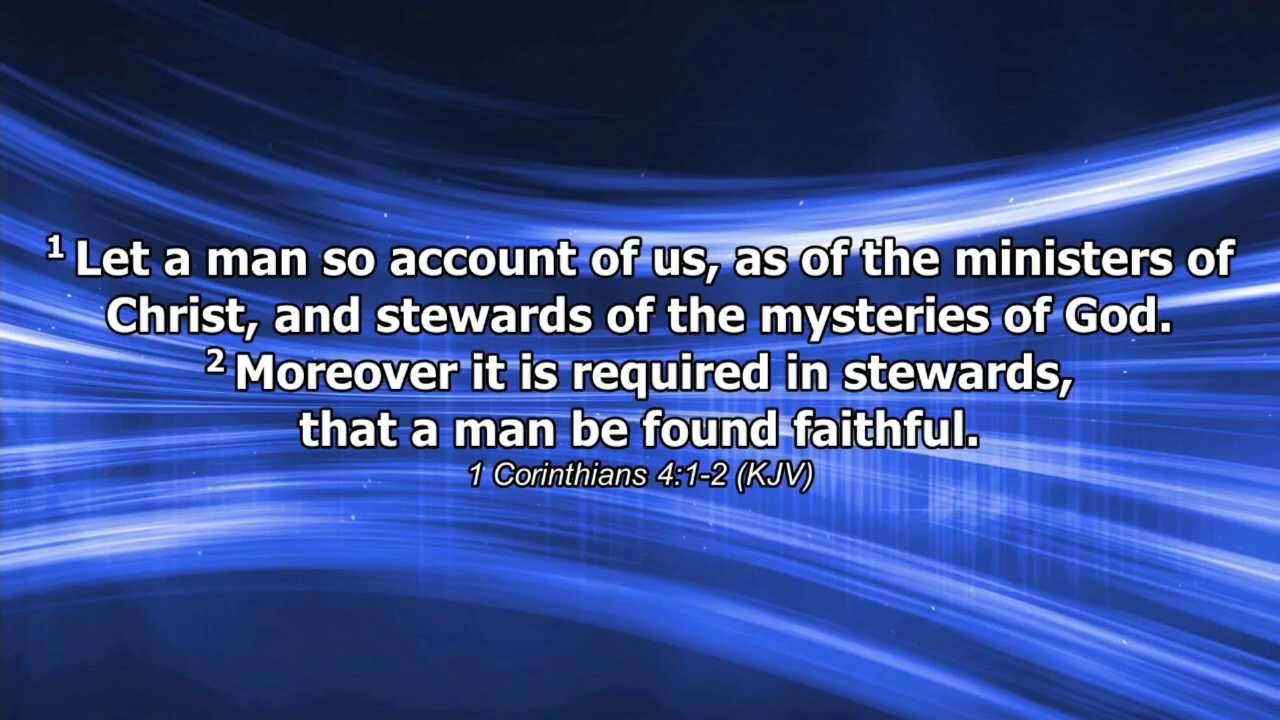 ¹ Let a man so account of us, as of the ministers of
Christ, and stewards of the mysteries of God.
² Moreover it is required in stewards,
that a man be found faithful.
1 Corinthians 4:1-2 (KJV)